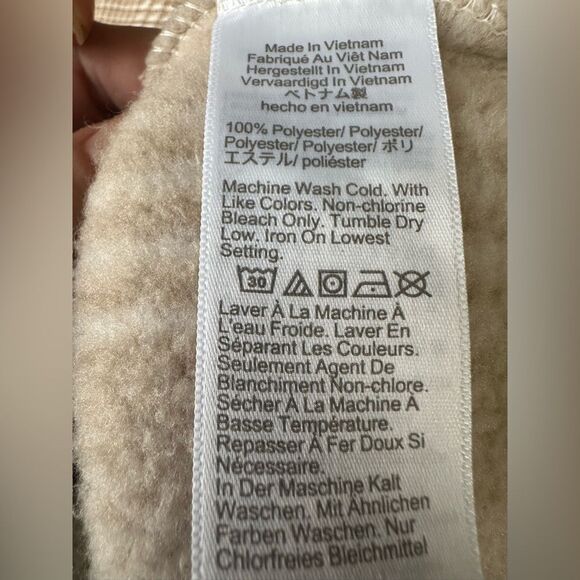 Made In Vietnam
Fabriqué Au Viêt Nam
Hergestellt In Vietnam
Vervaardigd In Vietnam
ベトナム製
hecho en vietnam
100% Polyester/ Polyester/
Polyester/ Polyester/ ポリ
エステル/ poliéster
Machine Wash Cold. With
Like Colors. Non-chlorine
Bleach Only. Tumble Dry
Low. Iron On Lowest
Setting.
30
Laver À La Machine À
L'eau Froide. Laver En
Séparant Les Couleurs.
Seulement Agent De
Blanchiment Non-chlore.
Sécher À La Machine À
Basse Température.
Repasser À Fer Doux Si
Nécessaire.
In Der Maschine Kalt
Waschen. Mit Ähnlichen
Farben Waschen. Nur
Chlorfreies Bleichmittel